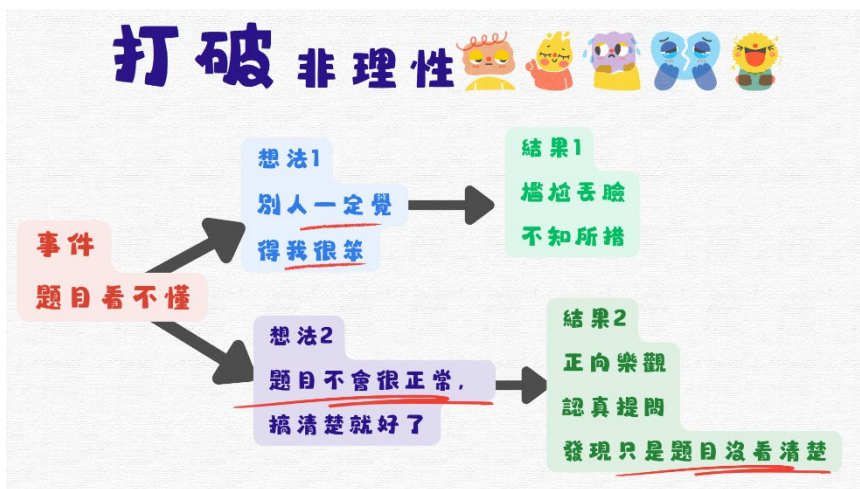 打破非理性
事件
題目看不懂
想法1
別人一定覺
得我很笨
結果1
尷尬丟臉
不知所措
想法2
題目不會很正常,
搞清楚就好了
結果2
正向樂觀
認真提問
發現只是題目沒看清楚